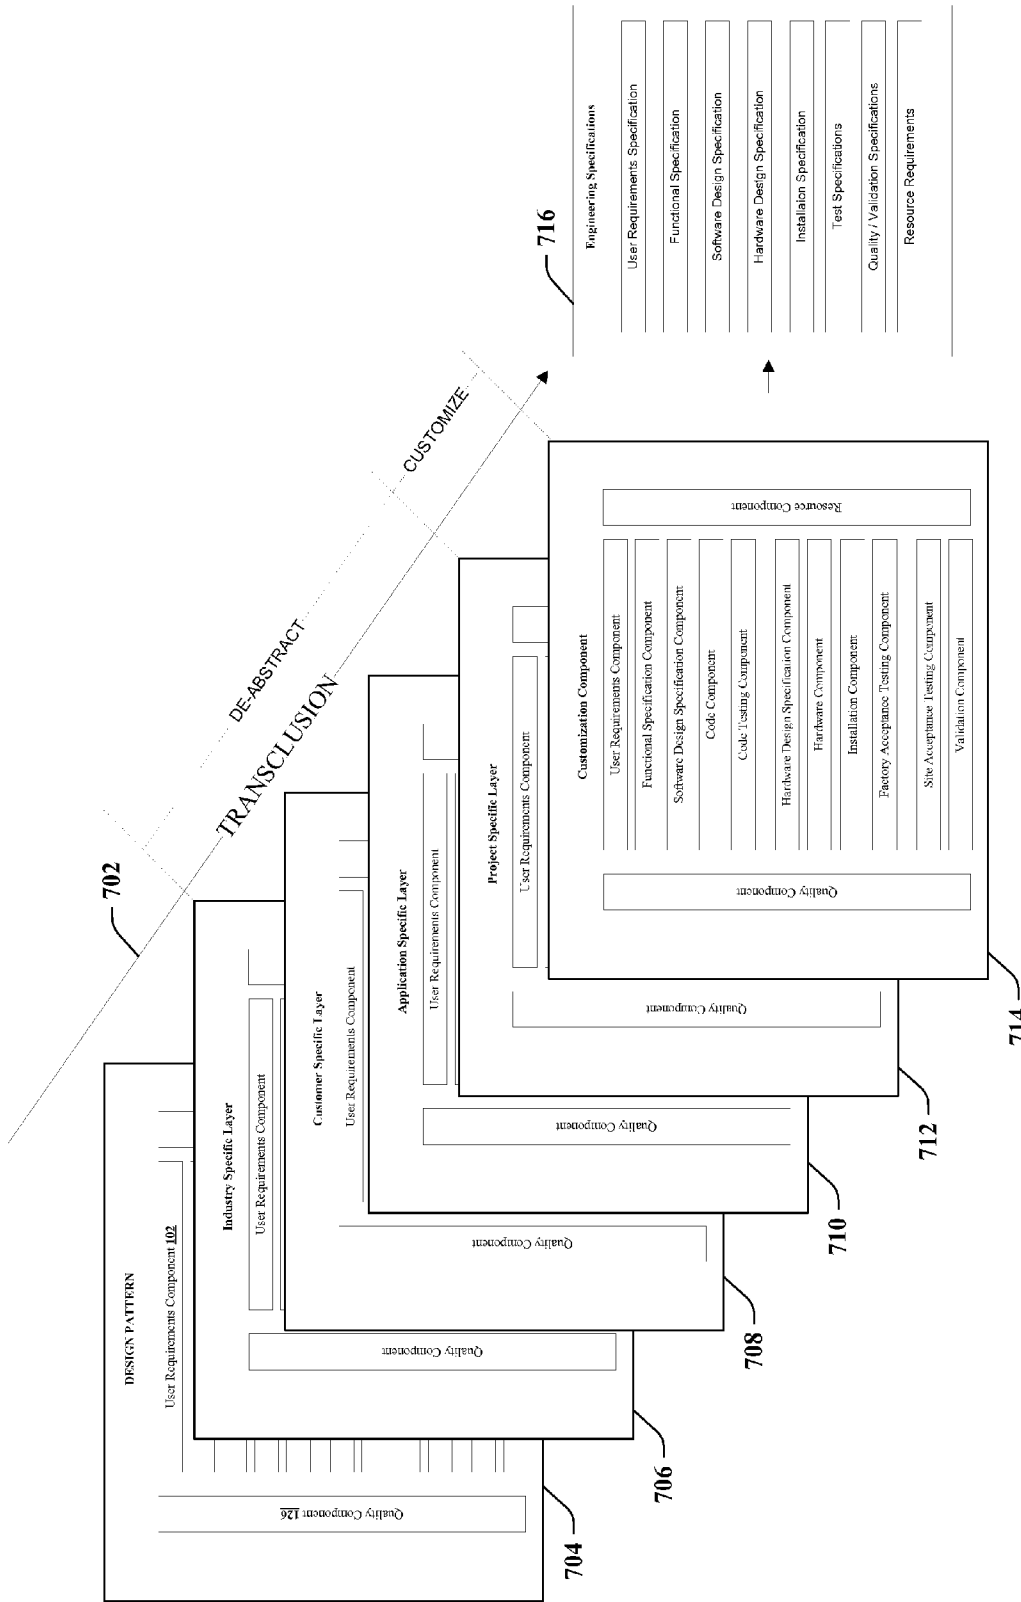 702
TRANSCLUSION
DE-ABSTRACT
CUSTOMIZE
DESIGN PATTERN
User Requirements Component 102
Quality Component 126
704
Industry Specific Layer
User Requirements Component
Quality Component
706
Customer Specific Layer
User Requirements Component
Quality Component
708
Application Specific Layer
User Requirements Component
Quality Component
710
Project Specific Layer
User Requirements Component
Quality Component
712
Customization Component
User Requirements Component
Functional Specification Component
Software Design Specification Component
Code Component
Code Testing Component
Hardware Design Specification Component
Hardware Component
Installation Component
Factory Acceptance Testing Component
Site Acceptance Testing Component
Validation Component
Quality Component
Resource Component
714
716
Engineering Specifications
User Requirements Specification
Functional Specification
Software Design Specification
Hardware Design Specification
Installaion Specification
Test Specifications
Quality / Validation Specifications
Resource Requirements